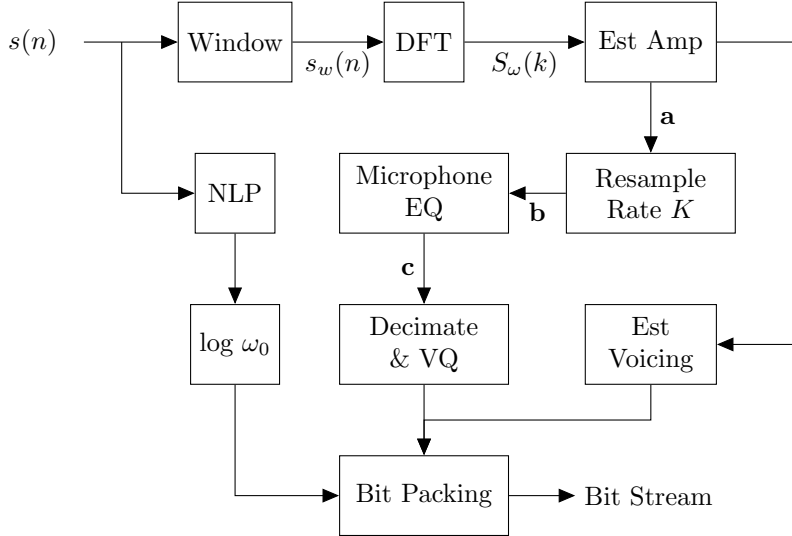 s(n)
Window
s_w(n)
DFT
S_ω(k)
Est Amp
a
NLP
Microphone
EQ
b
Resample
Rate K
c
log ω_0
Decimate
& VQ
Est
Voicing
Bit Packing
Bit Stream